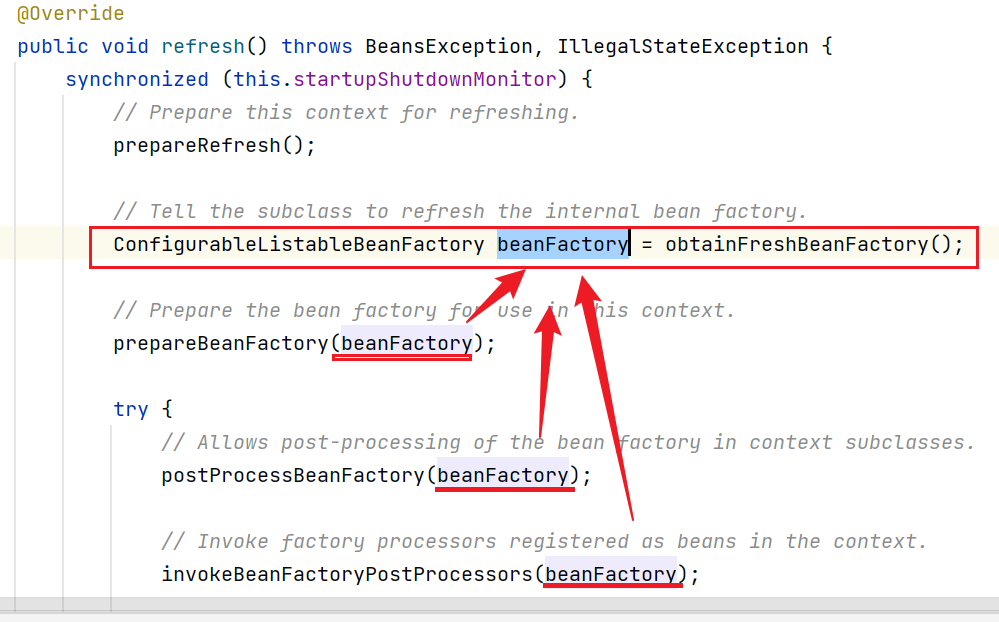 @Override
public void refresh() throws BeansException, IllegalStateException {
synchronized (this.startupShutdownMonitor) {
// Prepare this context for refreshing.
prepareRefresh();
// Tell the subclass to refresh the internal bean factory.
ConfigurableListableBeanFactory beanFactory = obtainFreshBeanFactory();
// Prepare the bean factory for use in this context.
prepareBeanFactory(beanFactory);
try {
// Allows post-processing of the bean factory in context subclasses.
postProcessBeanFactory(beanFactory);
// Invoke factory processors registered as beans in the context.
invokeBeanFactoryPostProcessors(beanFactory);